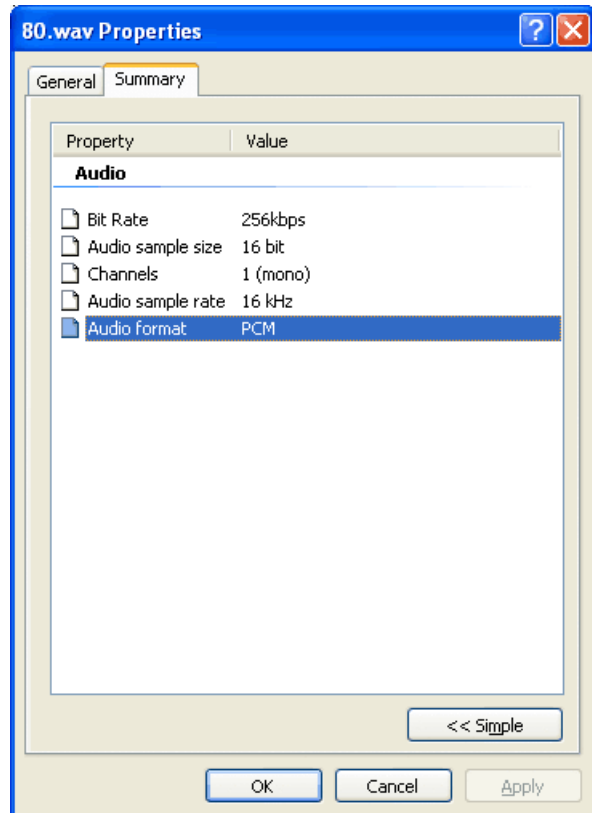 80.wav Properties
General Summary
Property Value
Audio
Bit Rate 256kbps
Audio sample size 16 bit
Channels 1 (mono)
Audio sample rate 16 kHz
Audio format PCM
<< Simple
OK Cancel Apply